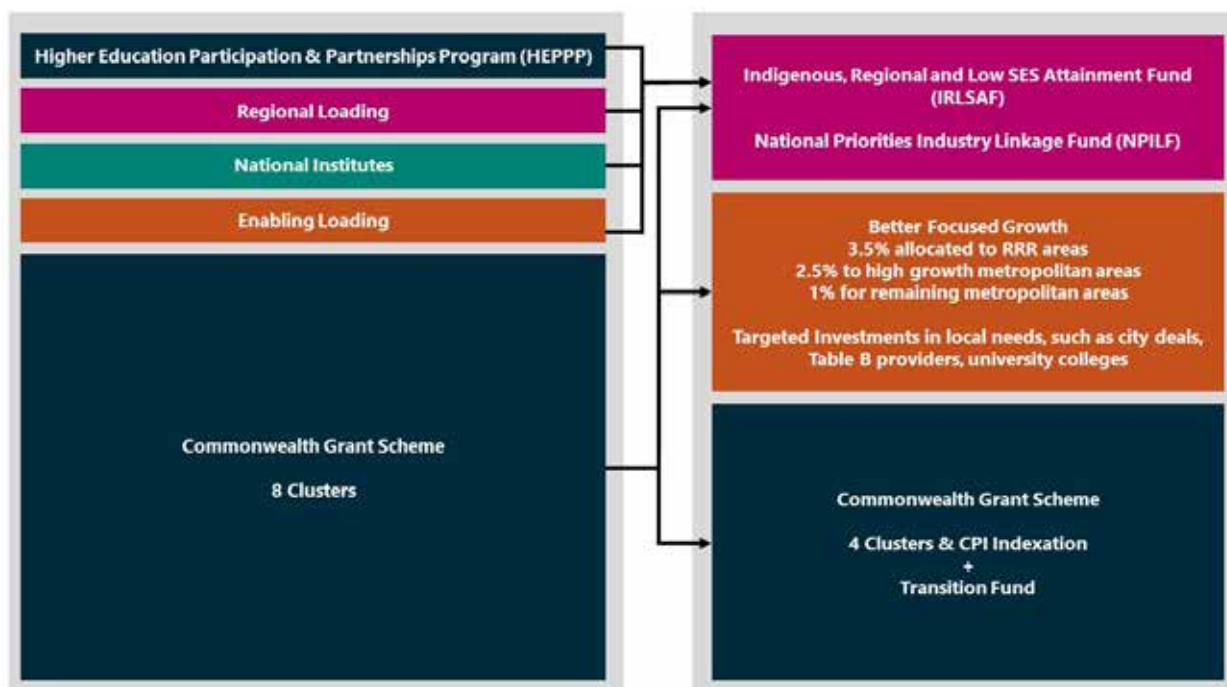 Higher Education Participation & Partnerships Program (HEPPP)
Regional Loading
National Institutes
Enabling Loading
Commonwealth Grant Scheme
8 Clusters
Indigenous, Regional and Low SES Attainment Fund
(IRLSAF)
National Priorities Industry Linkage Fund (NPILF)
Better Focused Growth
3.5% allocated to RRR areas
2.5% to high growth metropolitan areas
1% for remaining metropolitan areas
Targeted Investments in local needs, such as city deals,
Table B providers, university colleges
Commonwealth Grant Scheme
4 Clusters & CPI Indexation
+
Transition Fund